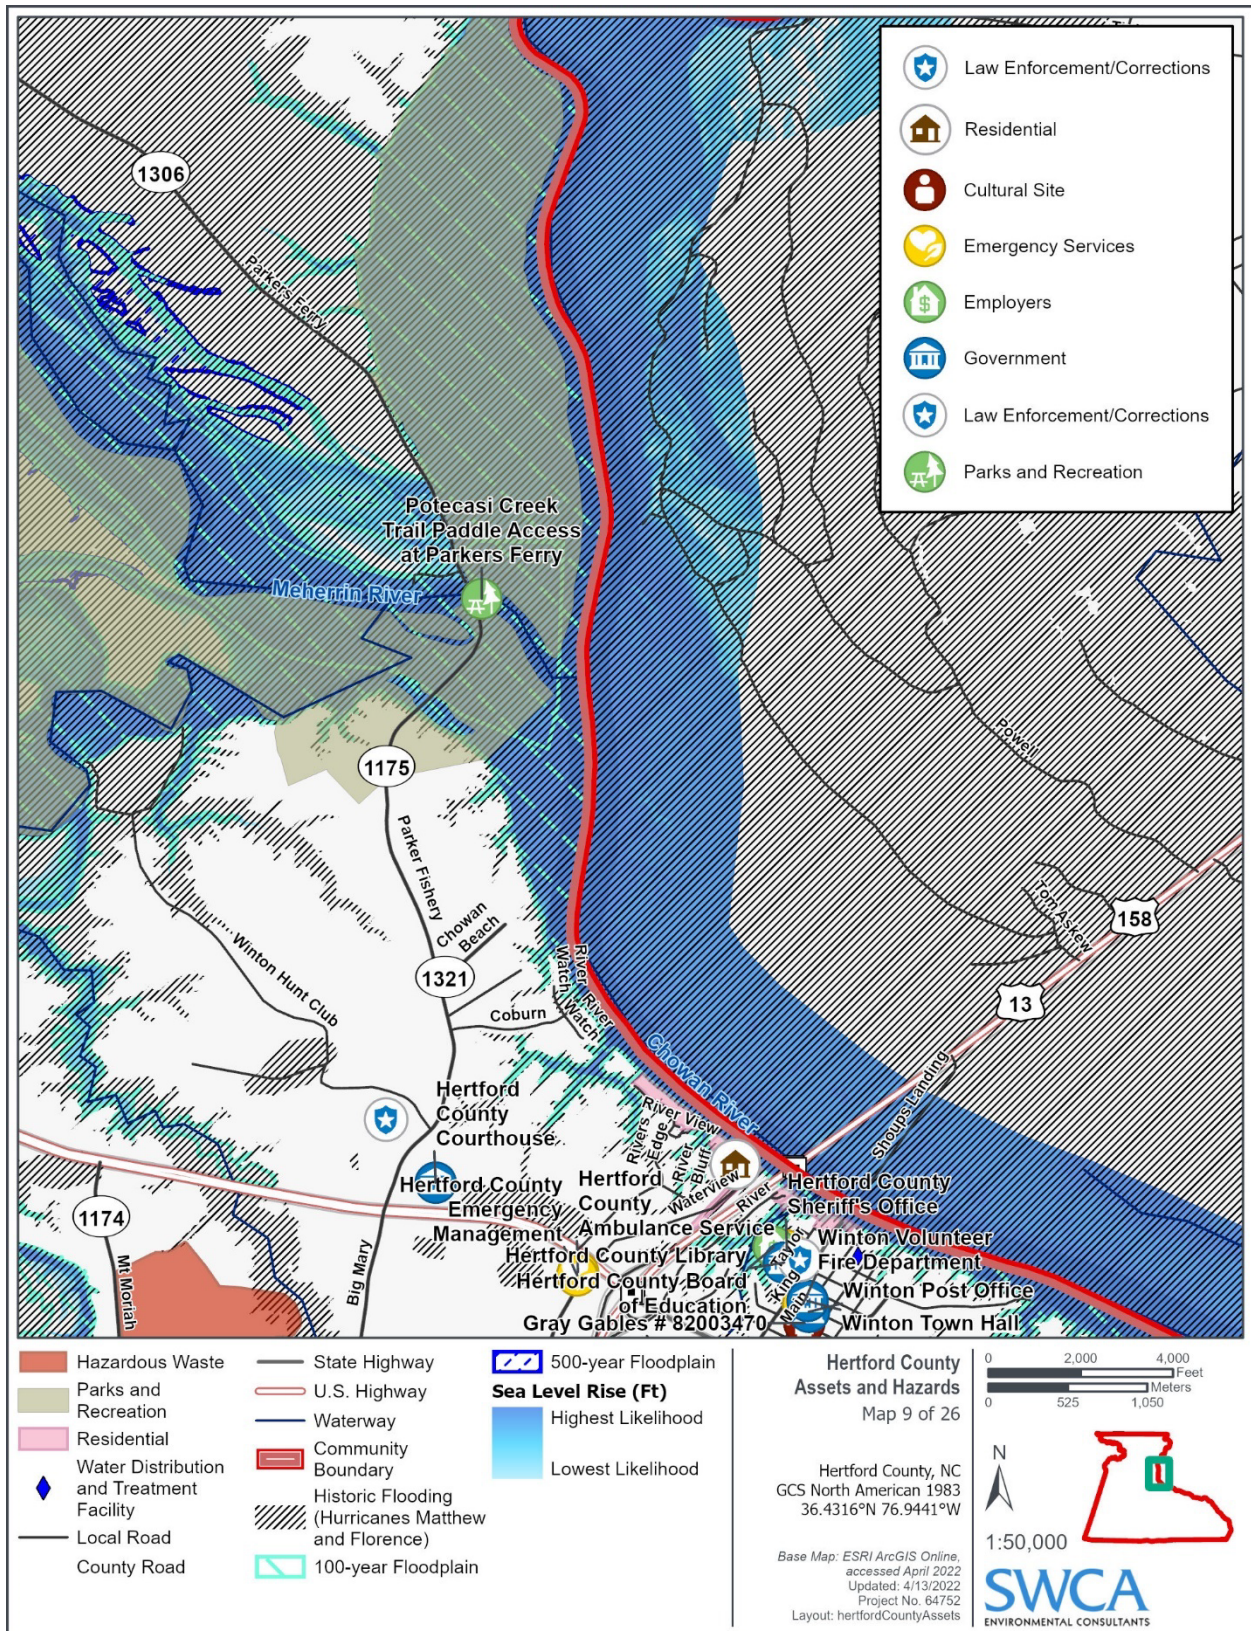 Law Enforcement/Corrections
Residential
Cultural Site
Emergency Services
Employers
Government
Law Enforcement/Corrections
Parks and Recreation
1306
Parkers Ferry
Potecasi Creek
Trail Paddle Access
at Parkers Ferry
Meherrin River
Powell
1175
Parker Fishery
Chowan
Beach
Tom Askew
158
Winton Hunt Club
1321
River
Watch
River
Watch
Coburn
13
Chowan River
Shoups Landing
Hertford
County
Courthouse
River View
Rivers
Edge
River
Bluff
Waterview
River
Hertford County
Emergency
Management
Hertford
County
Ambulance Service
Hertford County
Sheriff's Office
1174
Mt Moriah
Big Mary
Hertford County Library
Taylor
Winton Volunteer
Fire Department
Hertford County Board
of Education
King
Main
Winton Post Office
Gray Gables # 82003470
Winton Town Hall
Hazardous Waste
Parks and
Recreation
Residential
Water Distribution
and Treatment
Facility
Local Road
County Road
State Highway
U.S. Highway
Waterway
Community
Boundary
Historic Flooding
(Hurricanes Matthew
and Florence)
100-year Floodplain
500-year Floodplain
Sea Level Rise (Ft)
Highest Likelihood
Lowest Likelihood
Hertford County
Assets and Hazards
Map 9 of 26
Hertford County, NC
GCS North American 1983
36.4316°N 76.9441°W
Base Map: ESRI ArcGIS Online,
accessed April 2022
Updated: 4/13/2022
Project No. 64752
Layout: hertfordCountyAssets
0 2,000 4,000
Feet
Meters
0 525 1,050
N
1:50,000
SWCA
ENVIRONMENTAL CONSULTANTS